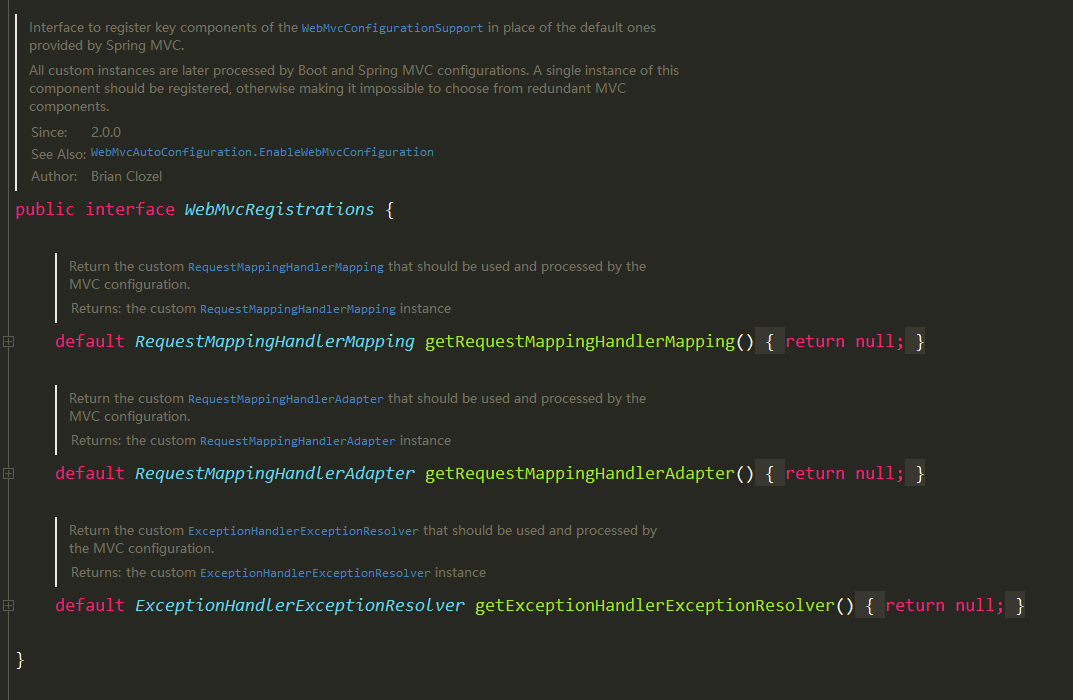 Interface to register key components of the WebMvcConfigurationSupport in place of the default ones
provided by Spring MVC.
All custom instances are later processed by Boot and Spring MVC configurations. A single instance of this
component should be registered, otherwise making it impossible to choose from redundant MVC
components.
Since: 2.0.0
See Also: WebMvcAutoConfiguration.EnableWebMvcConfiguration
Author: Brian Clozel
public interface WebMvcRegistrations {
Return the custom RequestMappingHandlerMapping that should be used and processed by the
MVC configuration.
Returns: the custom RequestMappingHandlerMapping instance
default RequestMappingHandlerMapping getRequestMappingHandlerMapping() { return null; }
Return the custom RequestMappingHandlerAdapter that should be used and processed by the
MVC configuration.
Returns: the custom RequestMappingHandlerAdapter instance
default RequestMappingHandlerAdapter getRequestMappingHandlerAdapter() { return null; }
Return the custom ExceptionHandlerExceptionResolver that should be used and processed by
the MVC configuration.
Returns: the custom ExceptionHandlerExceptionResolver instance
default ExceptionHandlerExceptionResolver getExceptionHandlerExceptionResolver() { return null; }
}